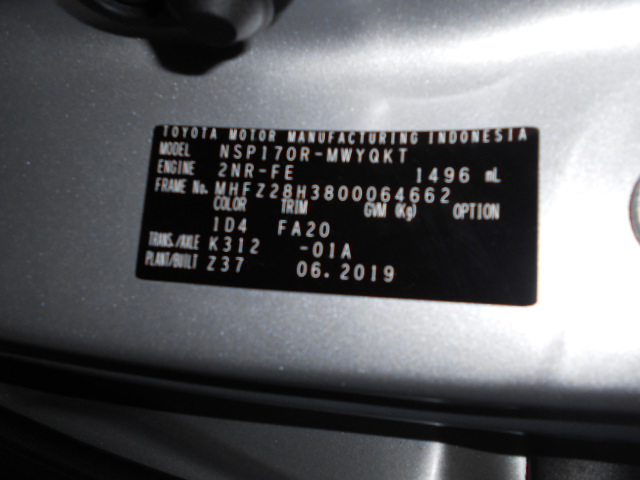 TOYOTA MOTOR MANUFACTURING INDONESIA
MODEL NSP170R-MWYQKT
ENGINE 2NR-FE 1496 mL
FRAME No. MHFZ28H3800064662
COLOR TRIM GVM (Kg) OPTION
1D4 FA20
TRANS./AXLE K312 -01A
PLANT/BUILT Z37 06.2019